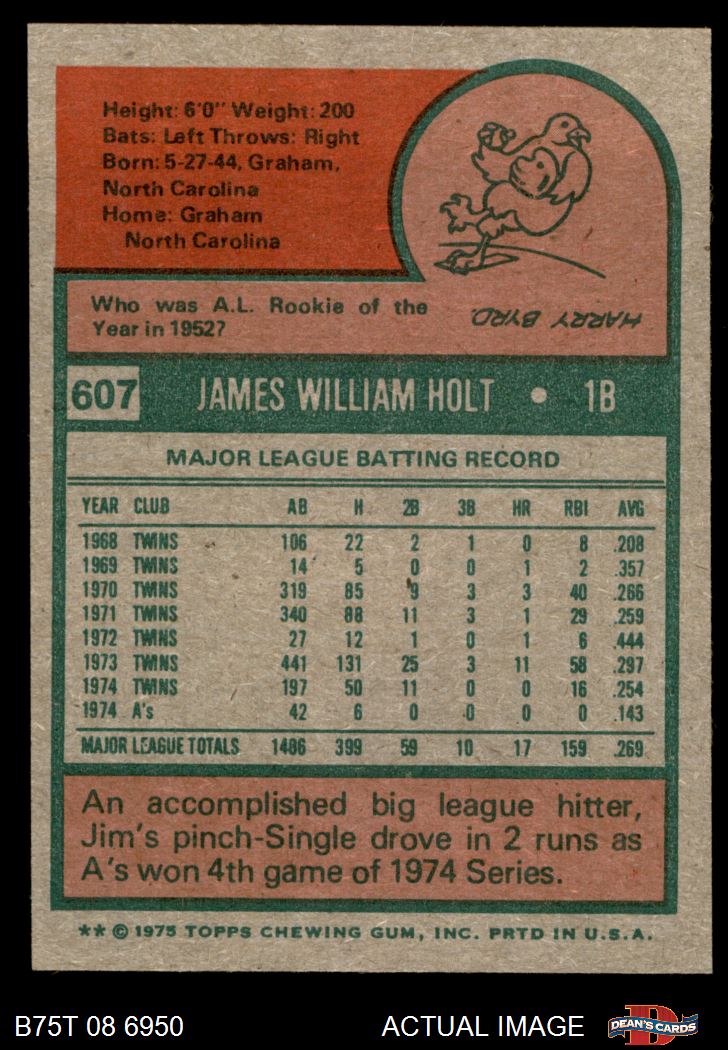 Height: 6'0" Weight: 200
Bats: Left Throws: Right
Born: 5-27-44, Graham,
North Carolina
Home: Graham
North Carolina
Who was A.L. Rookie of the
Year in 1952?
HARRY BYRD.
607 JAMES WILLIAM HOLT • 1B
MAJOR LEAGUE BATTING RECORD
YEAR CLUB AB H 2B 3B HR RBI AVG
1968 TWINS 106 22 2 1 0 8 .208
1969 TWINS 14 5 0 0 1 2 .357
1970 TWINS 319 85 9 3 3 40 .266
1971 TWINS 340 88 11 3 1 29 .259
1972 TWINS 27 12 1 0 1 6 .444
1973 TWINS 441 131 25 3 11 58 .297
1974 TWINS 197 50 11 0 0 16 .254
1974 A's 42 6 0 0 0 0 .143
MAJOR LEAGUE TOTALS 1486 399 59 10 17 159 .269
An accomplished big league hitter,
Jim's pinch-Single drove in 2 runs as
A's won 4th game of 1974 Series.
** © 1975 TOPPS CHEWING GUM, INC. PRTD IN U.S.A.
B75T 08 6950 ACTUAL IMAGE DEAN'S CARDS